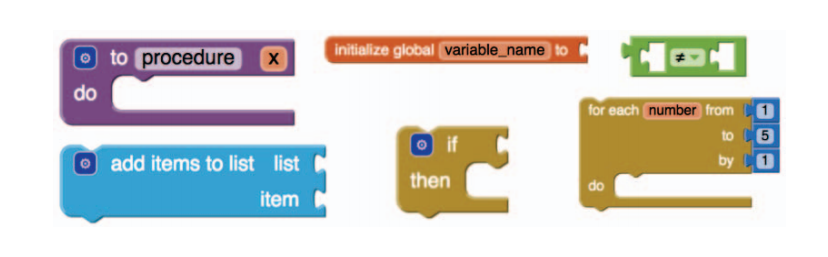 to procedure x
do
initialize global variable_name to
≠
add items to list list
item
if
then
for each number from 1
to 5
by 1
do